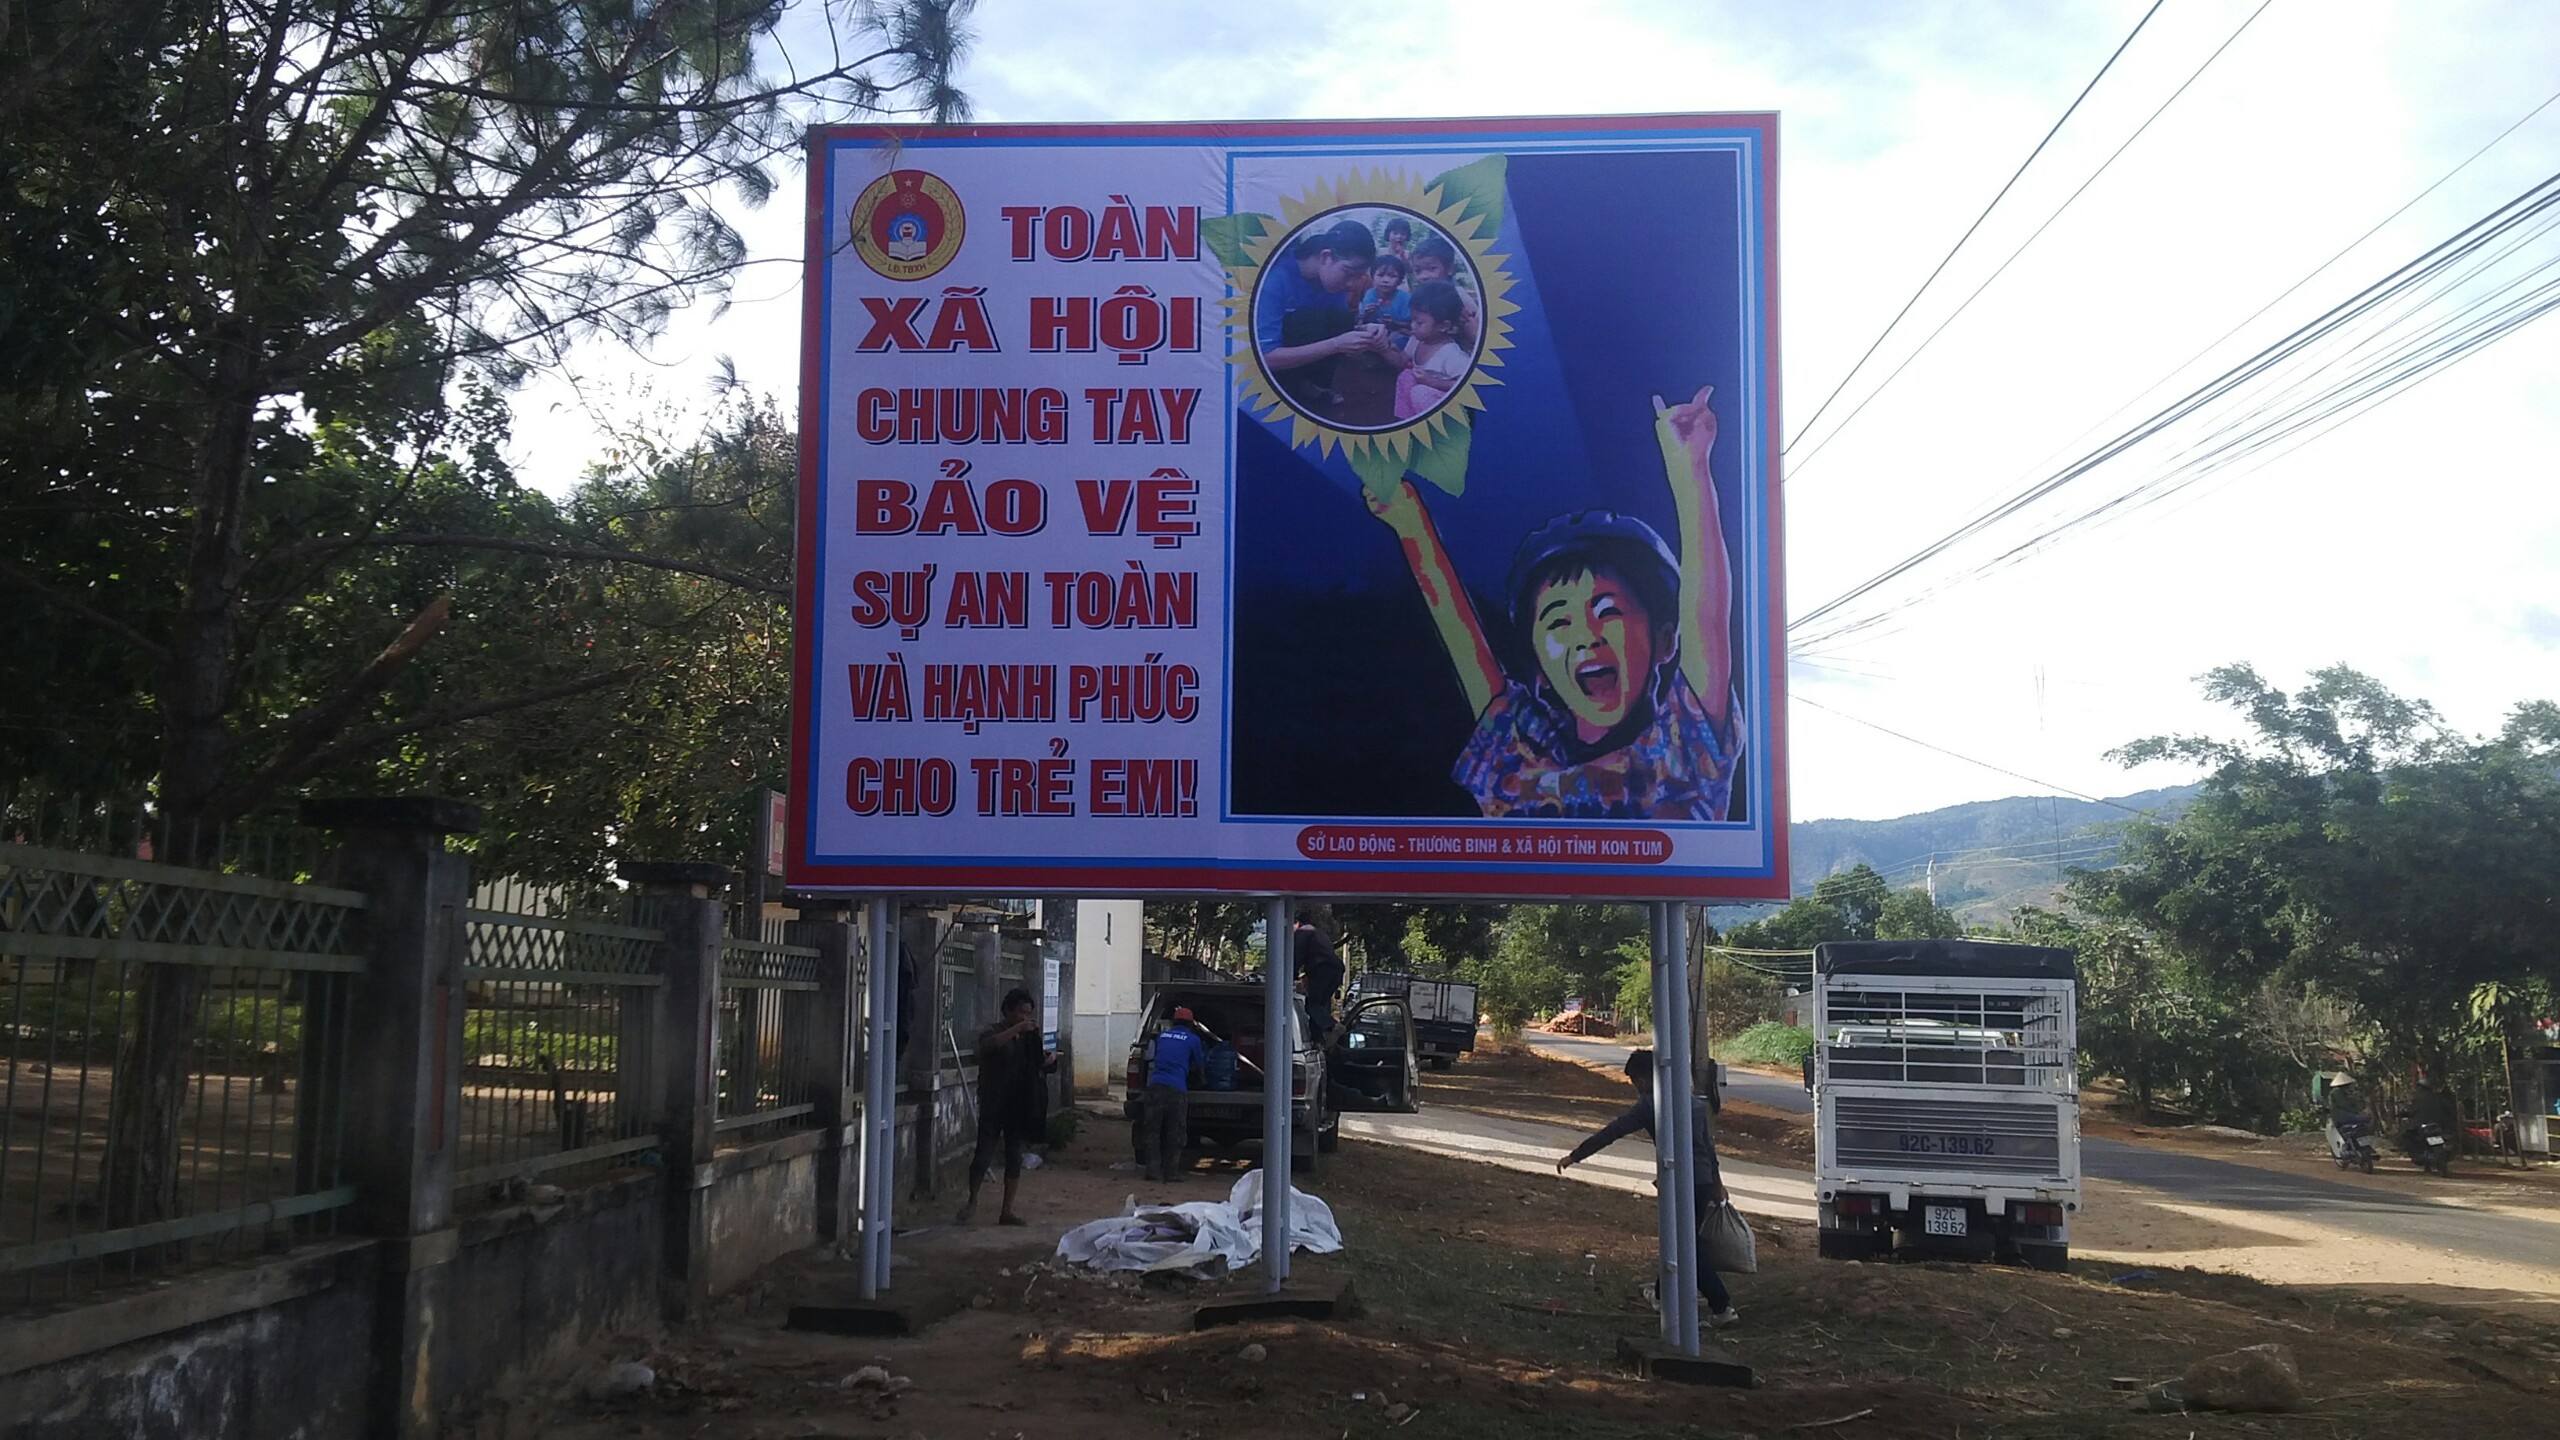 LĐ.TBXH
TOÀN
XÃ HỘI
CHUNG TAY
BẢO VỆ
SỰ AN TOÀN
VÀ HẠNH PHÚC
CHO TRẺ EM!
SỞ LAO ĐỘNG - THƯƠNG BINH & XÃ HỘI TỈNH KON TUM
92C-139.62
92C
139.62